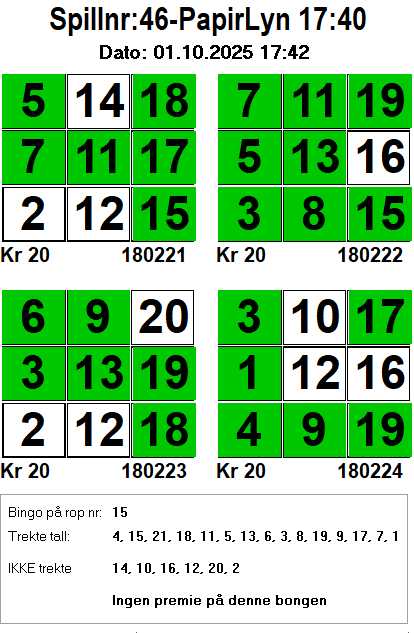 Spillnr:46-PapirLyn 17:40
Dato: 01.10.2025 17:42
5 14 18 7 11 19
7 11 17 5 13 16
2 12 15 3 8 15
Kr 20 180221 Kr 20 180222
6 9 20 3 10 17
3 13 19 1 12 16
2 12 18 4 9 19
Kr 20 180223 Kr 20 180224
Bingo på rop nr: 15
Trekte tall: 4, 15, 21, 18, 11, 5, 13, 6, 3, 8, 19, 9, 17, 7, 1
IKKE trekte 14, 10, 16, 12, 20, 2
Ingen premie på denne bongen